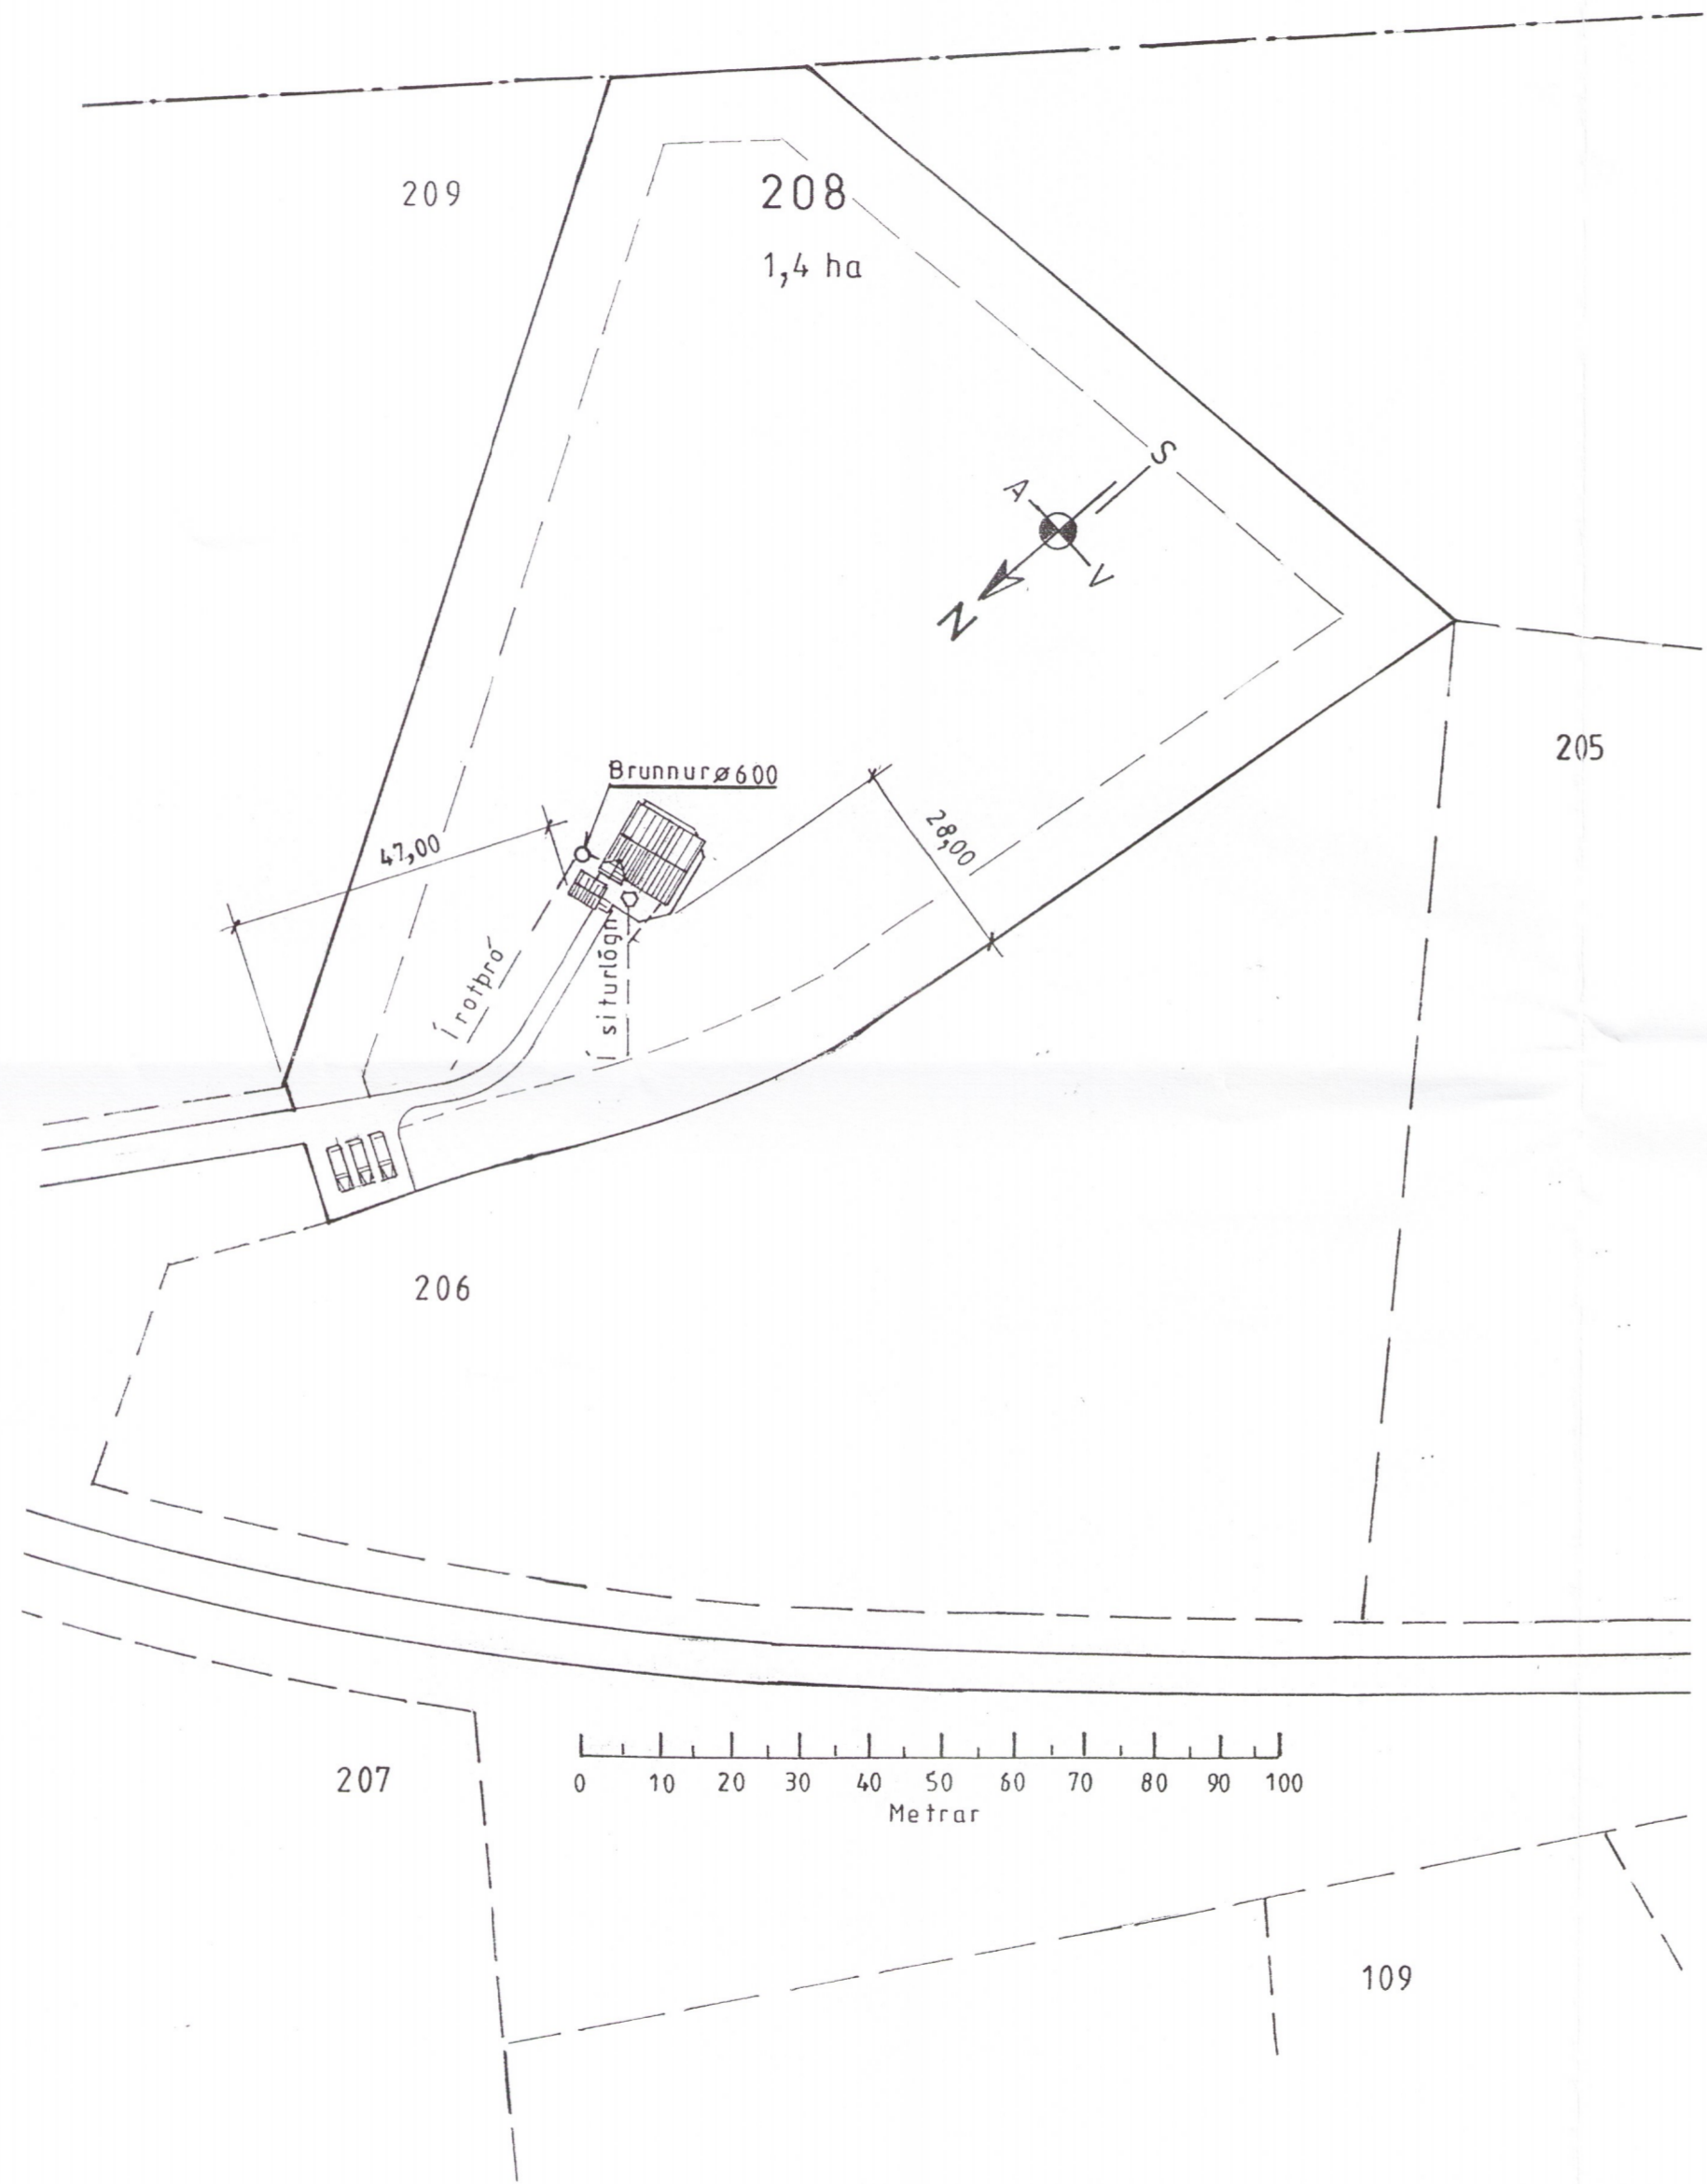 209
208
1,4 ha
S
A
V
N
205
Brunnurø600
47,00
28,00
Í rotþró
Í siturlögn
206
207
0 10 20 30 40 50 60 70 80 90 100
Metrar
109